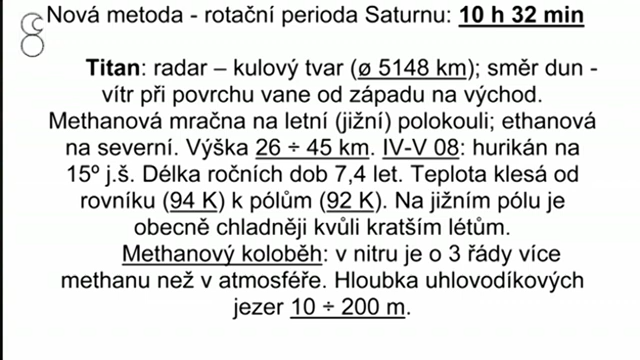 Nová metoda - rotační perioda Saturnu: 10 h 32 min
Titan: radar – kulový tvar (ø 5148 km); směr dun -
vítr při povrchu vane od západu na východ.
Methanová mračna na letní (jižní) polokouli; ethanová
na severní. Výška 26 ÷ 45 km. IV-V 08: hurikán na
15º j.š. Délka ročních dob 7,4 let. Teplota klesá od
rovníku (94 K) k pólům (92 K). Na jižním pólu je
obecně chladněji kvůli kratším létům.
Methanový koloběh: v nitru je o 3 řády více
methanu než v atmosféře. Hloubka uhlovodíkových
jezer 10 ÷ 200 m.